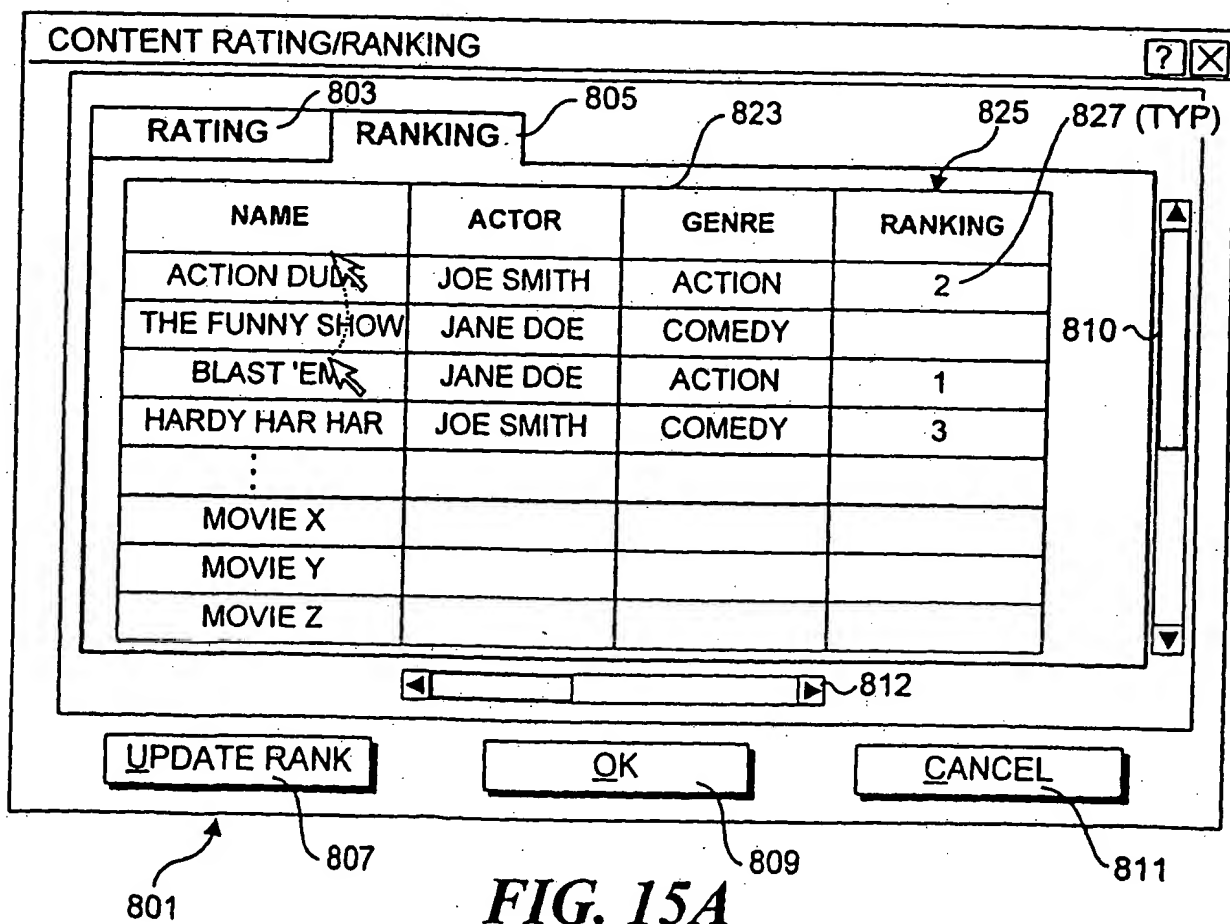 CONTENT RATING/RANKING ? X
803 805 823 825 827 (TYP)
RATING RANKING
NAME ACTOR GENRE RANKING
ACTION DUDE JOE SMITH ACTION 2
THE FUNNY SHOW JANE DOE COMEDY
BLAST 'EM JANE DOE ACTION 1
810
HARDY HAR HAR JOE SMITH COMEDY 3
⋮
MOVIE X
MOVIE Y
MOVIE Z
812
UPDATE RANK OK CANCEL
801 807 809 811
FIG. 15A